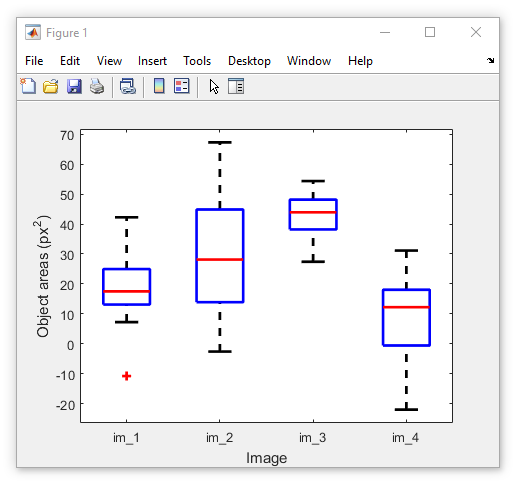 Figure 1
File Edit View Insert Tools Desktop Window Help
70
60
50
40
30
20
10
0
-10
-20
Object areas (px²)
im_1 im_2 im_3 im_4
Image